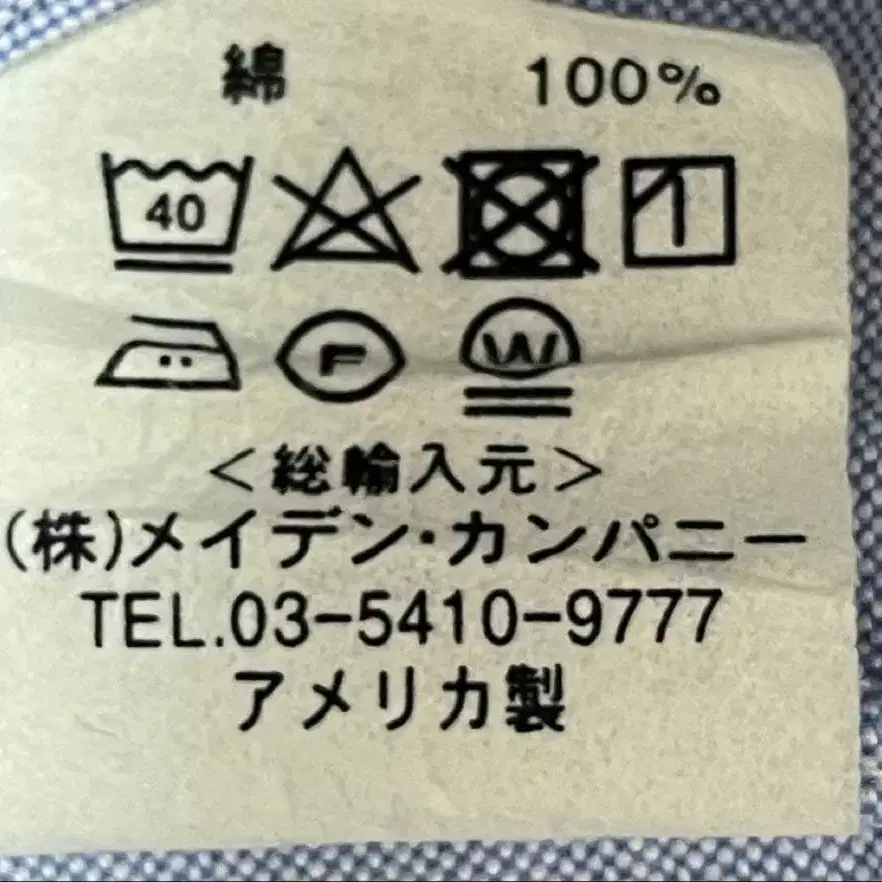 綿 100%
40
F W
<総輸入元>
(株)メイデン・カンパニー
TEL.03-5410-9777
アメリカ製